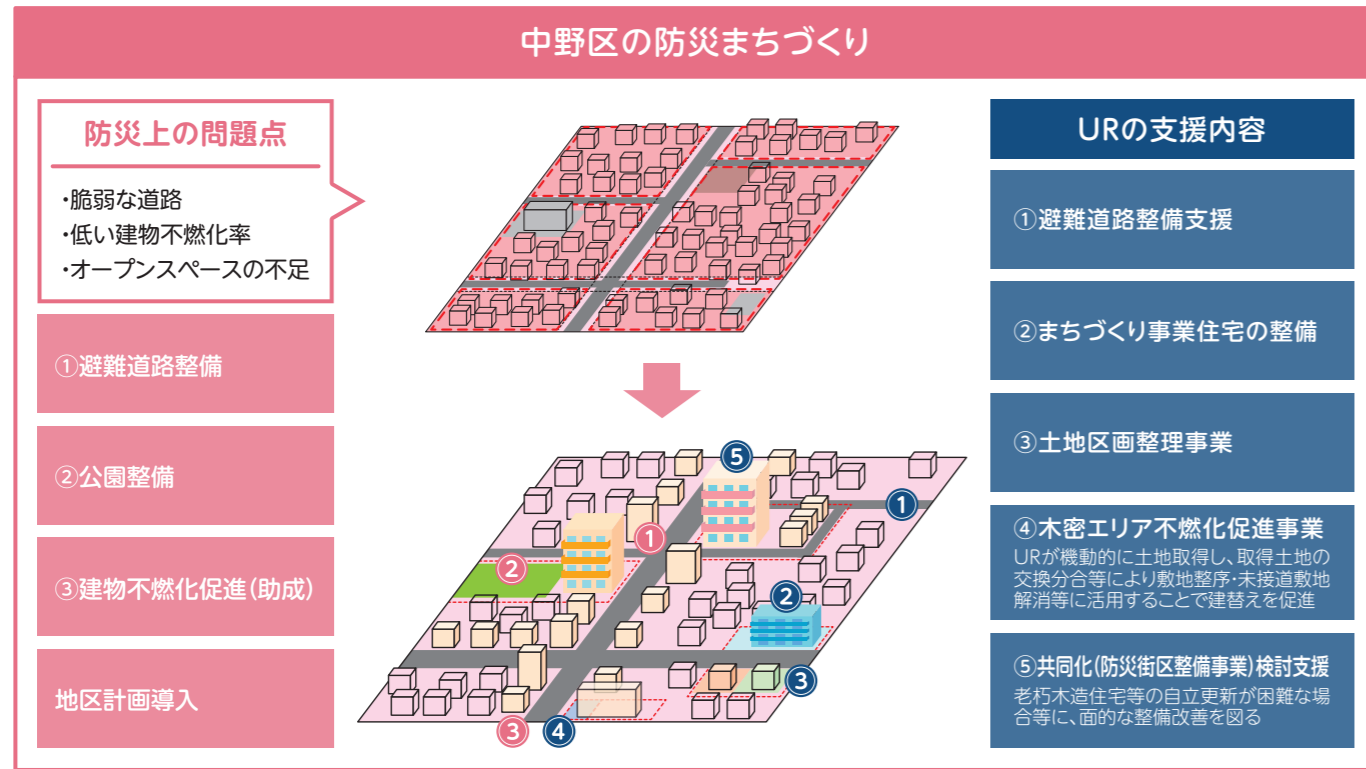 中野区の防災まちづくり
防災上の問題点
・脆弱な道路
・低い建物不燃化率
・オープンスペースの不足
①避難道路整備
②公園整備
③建物不燃化促進(助成)
地区計画導入
⑤
①
①
②
②
③
③
④
URの支援内容
①避難道路整備支援
②まちづくり事業住宅の整備
③土地区画整理事業
④木密エリア不燃化促進事業
URが機動的に土地取得し、取得土地の
交換分合等により敷地整序・未接道敷地
解消等に活用することで建替えを促進
⑤共同化(防災街区整備事業)検討支援
老朽木造住宅等の自立更新が困難な場
合等に、面的な整備改善を図る